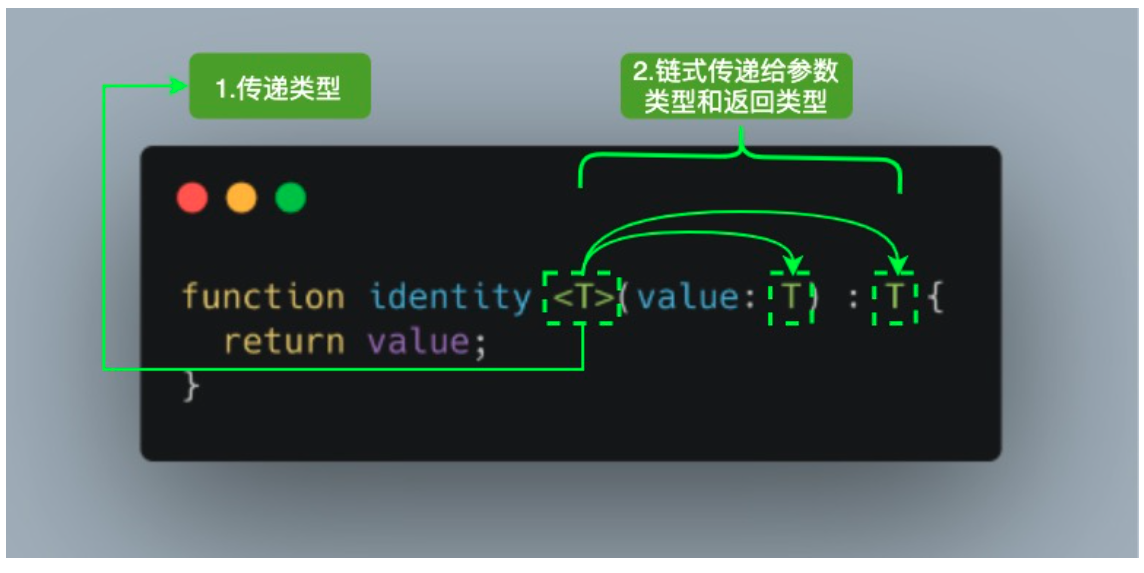 1.传递类型
2.链式传递给参数
类型和返回类型
function identity <T>(value: T) : T {
  return value;
}